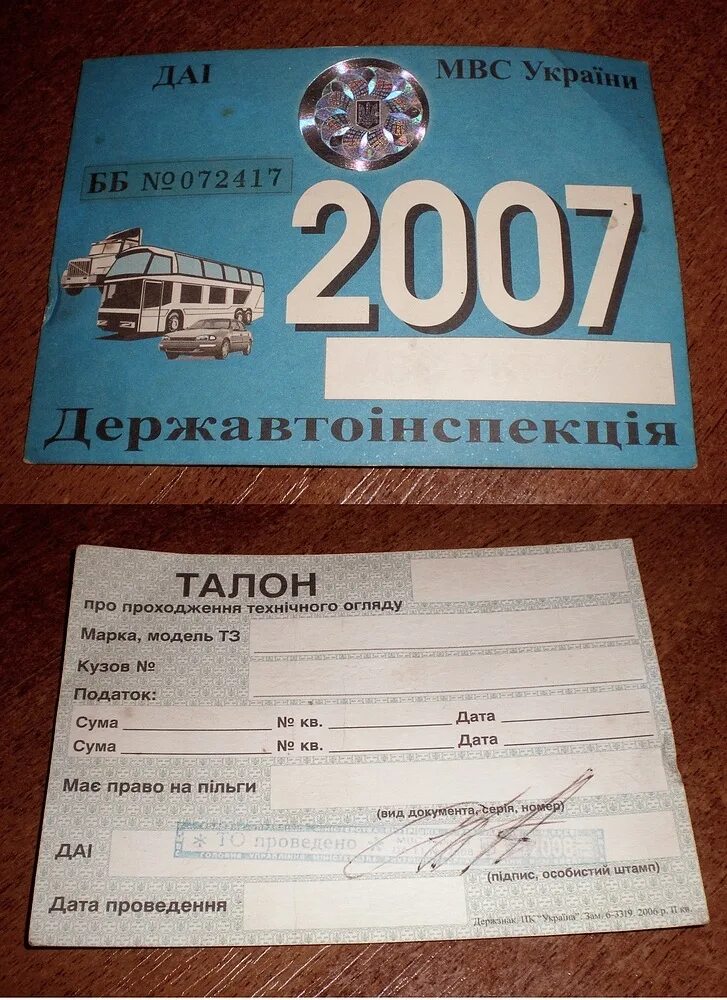 ДАІ
МВС України
ББ №072417
2007
Державтоінспекція
ТАЛОН
про проходження технічного огляду
Марка, модель ТЗ
Кузов №
Податок:
Сума № кв. Дата
Сума № кв. Дата
Має право на пільги
(вид документа, серія, номер)
ДАІ
* ТО проведено *
(підпис, особистий штамп)
Дата проведення
Держзнак. ПК "Україна". Зам. 6-3319. 2006 р. II кв.